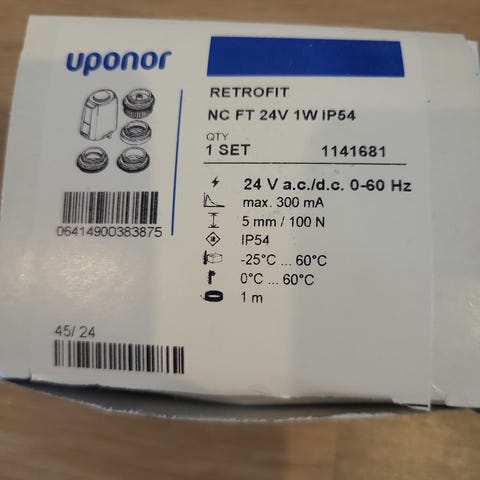 uponor
RETROFIT
NC FT 24V 1W IP54
QTY
1 SET 1141681
24 V a.c./d.c. 0-60 Hz
max. 300 mA
5 mm / 100 N
IP54
-25°C ... 60°C
0°C ... 60°C
1 m
06414900383875
45/ 24